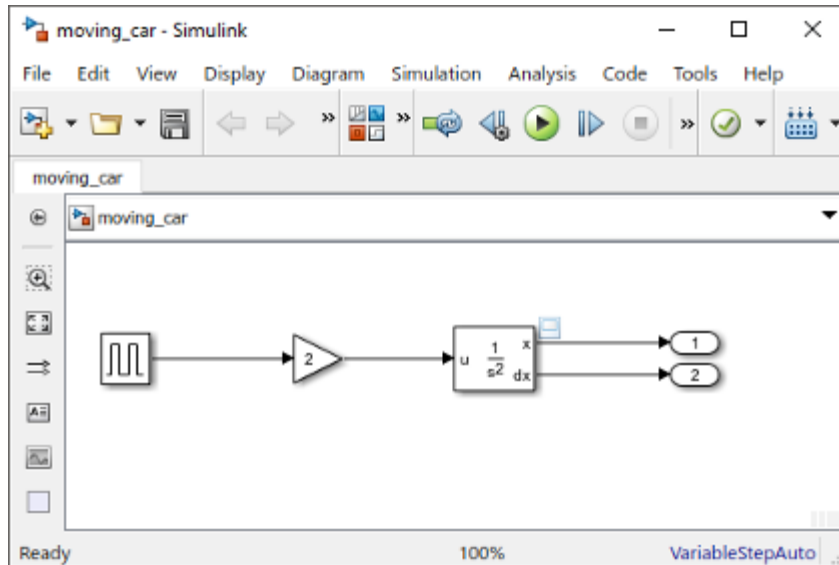 moving_car - Simulink
File Edit View Display Diagram Simulation Analysis Code Tools Help
» » »
moving_car
moving_car
2
u 1 x
s² dx
1
2
Ready 100% VariableStepAuto